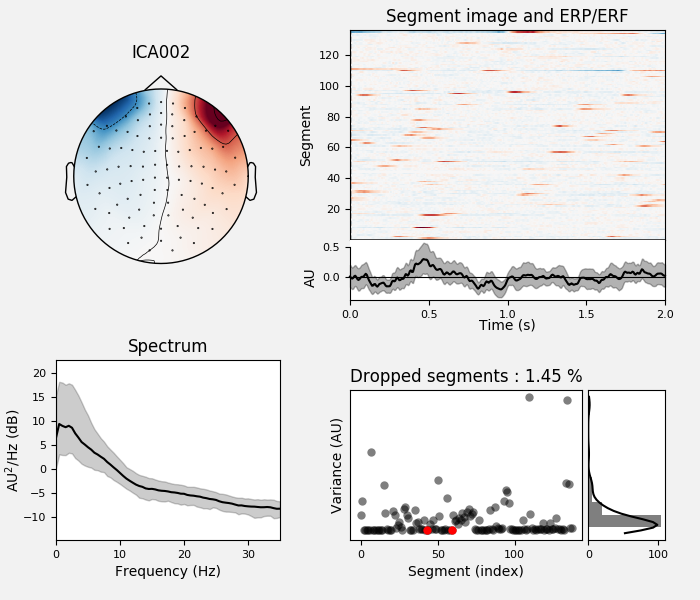 ICA002
Segment image and ERP/ERF
Segment
120
100
80
60
40
20
AU
0.5
0.0
0.0 0.5 1.0 1.5 2.0
Time (s)
Spectrum
AU²/Hz (dB)
20
15
10
5
0
−5
−10
0 10 20 30
Frequency (Hz)
Dropped segments : 1.45 %
Variance (AU)
0 50 100
Segment (index)
0 100